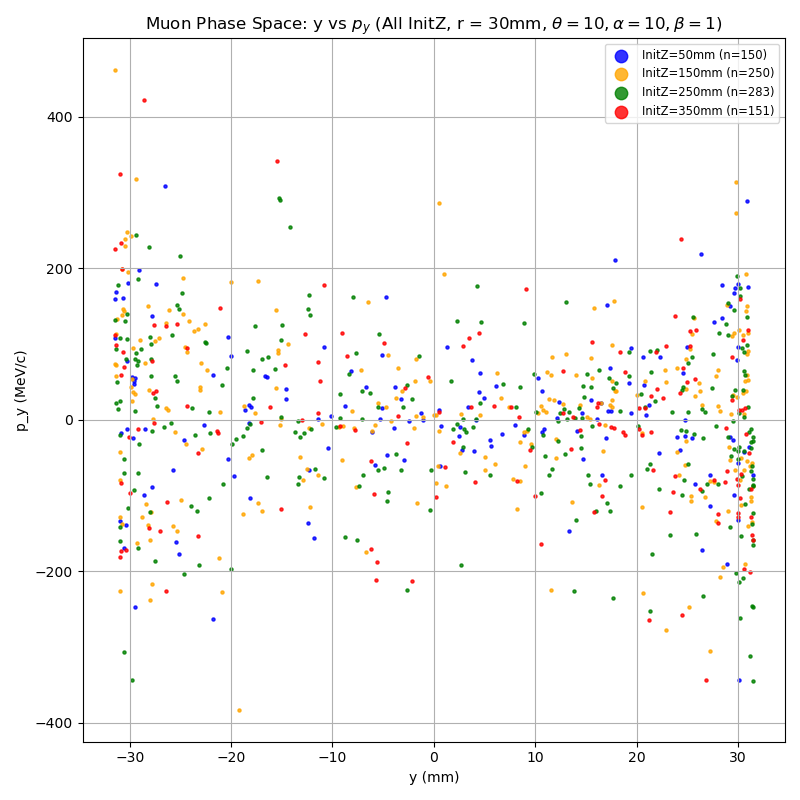 Muon Phase Space: y vs $p_y$ (All InitZ, r = 30mm, θ = 10, α = 10, β = 1)
InitZ=50mm (n=150)
InitZ=150mm (n=250)
InitZ=250mm (n=283)
InitZ=350mm (n=151)
p_y (MeV/c)
400
200
0
−200
−400
−30 −20 −10 0 10 20 30
y (mm)